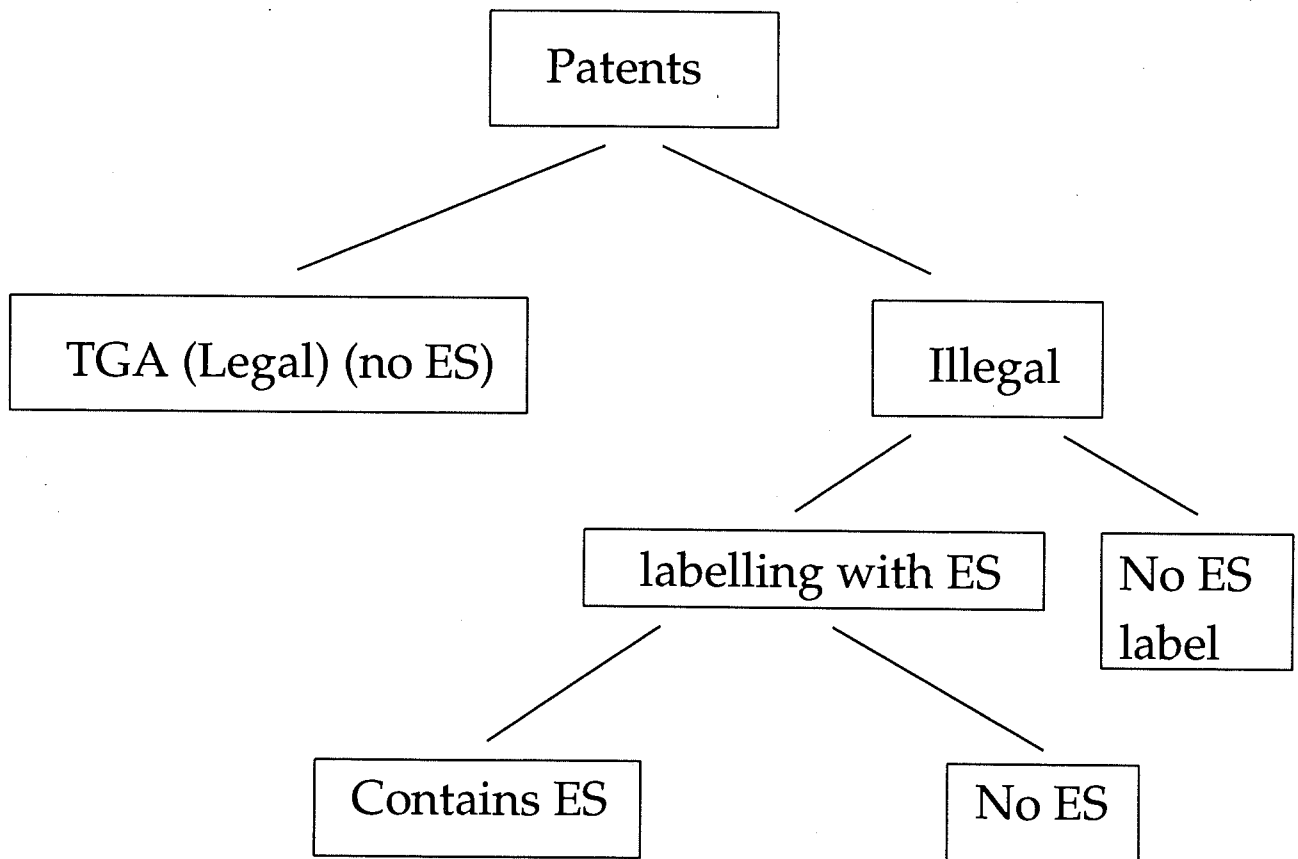 Patents
TGA (Legal) (no ES)
Illegal
labelling with ES
No ES
label
Contains ES
No ES